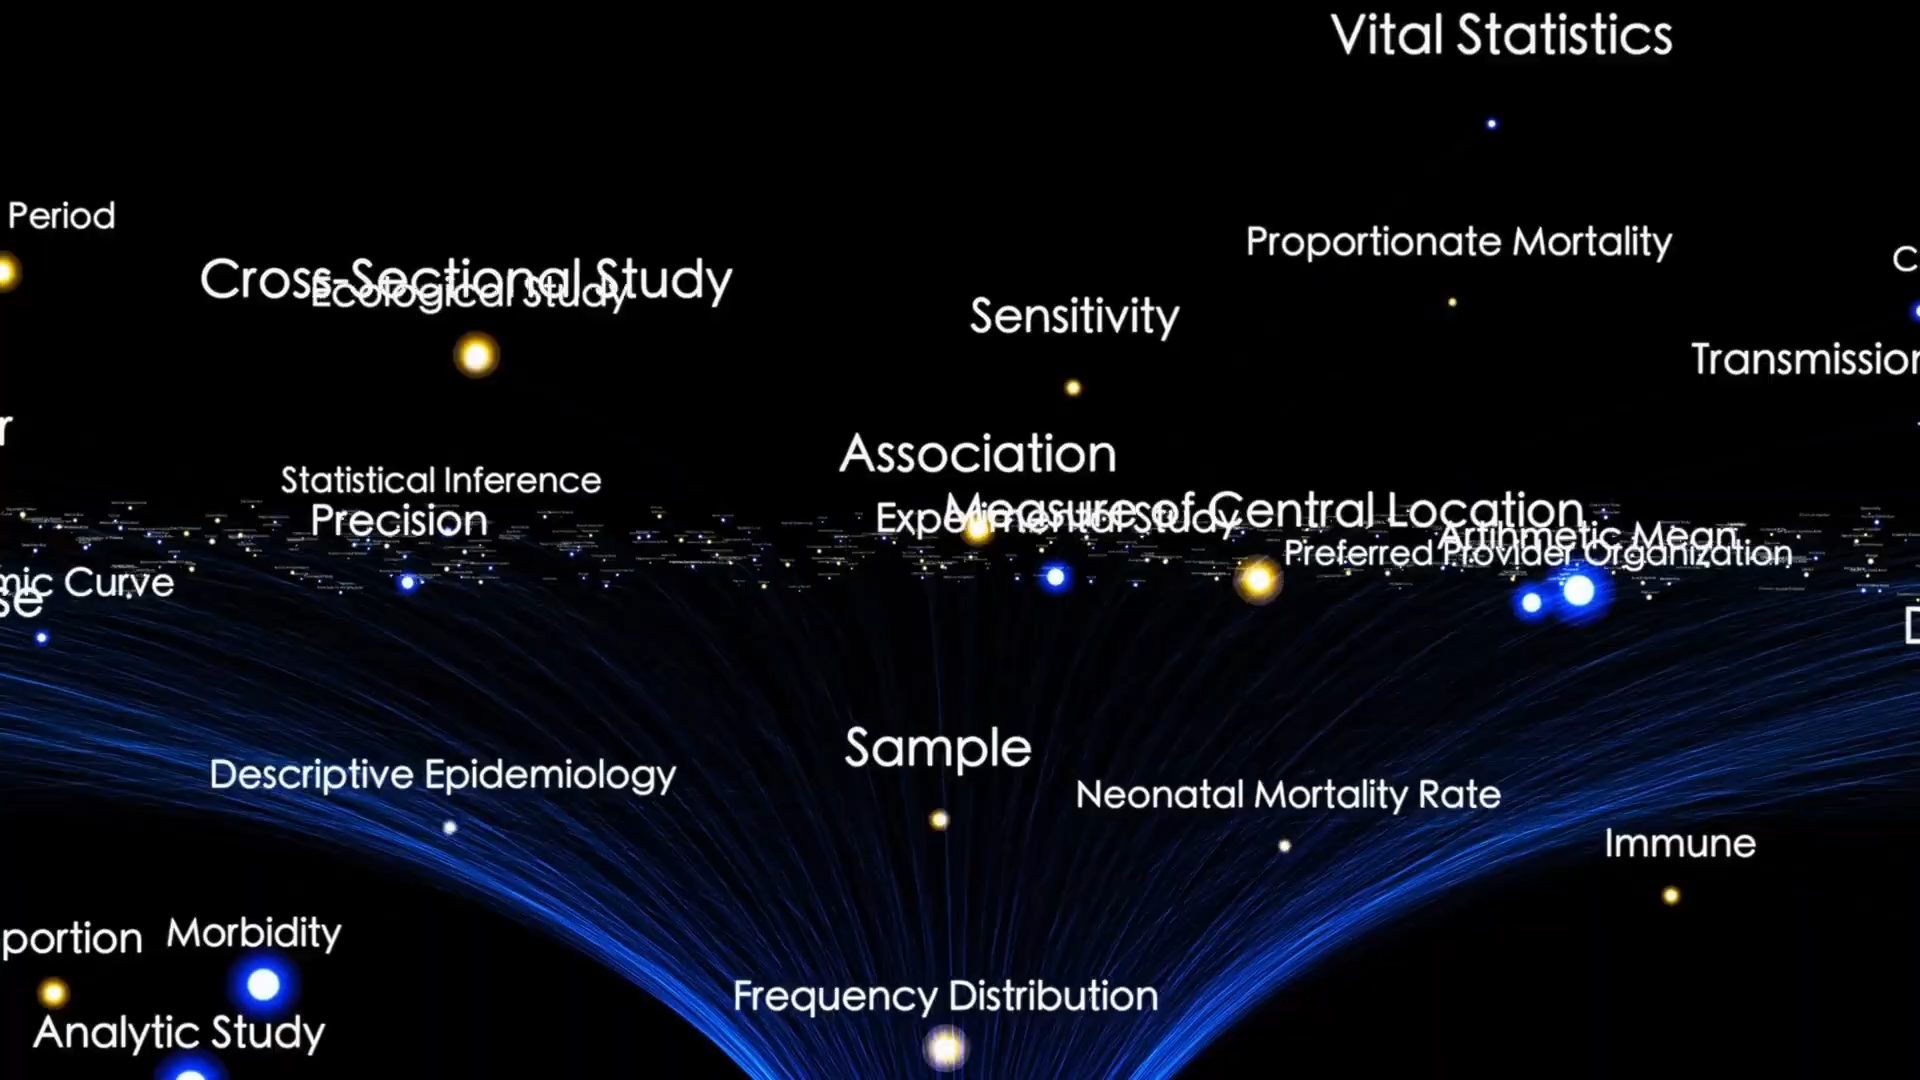 Vital Statistics
Period
Proportionate Mortality
Cross-Sectional Study
Ecological Study
Sensitivity
Transmission
Association
Statistical Inference
Precision
Measure of Central Location
Experimental Study
Arithmetic Mean
Preferred Provider Organization
mic Curve
se
Sample
Descriptive Epidemiology
Neonatal Mortality Rate
Immune
portion
Morbidity
Frequency Distribution
Analytic Study